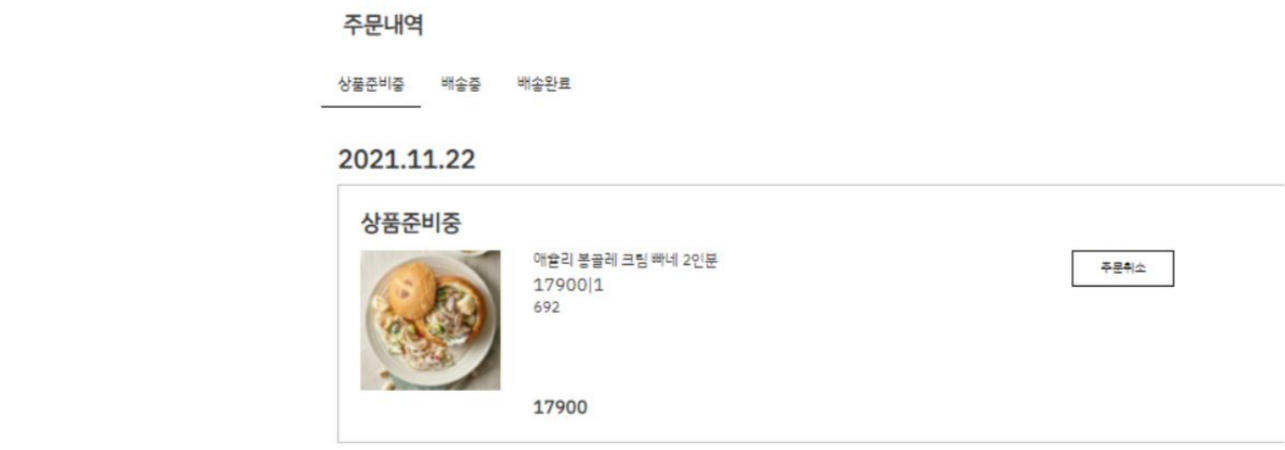 주문내역
상품준비중 배송중 배송완료
2021.11.22
상품준비중
애슐리 봉골레 크림 빠네 2인분
17900|1
692
주문취소
17900